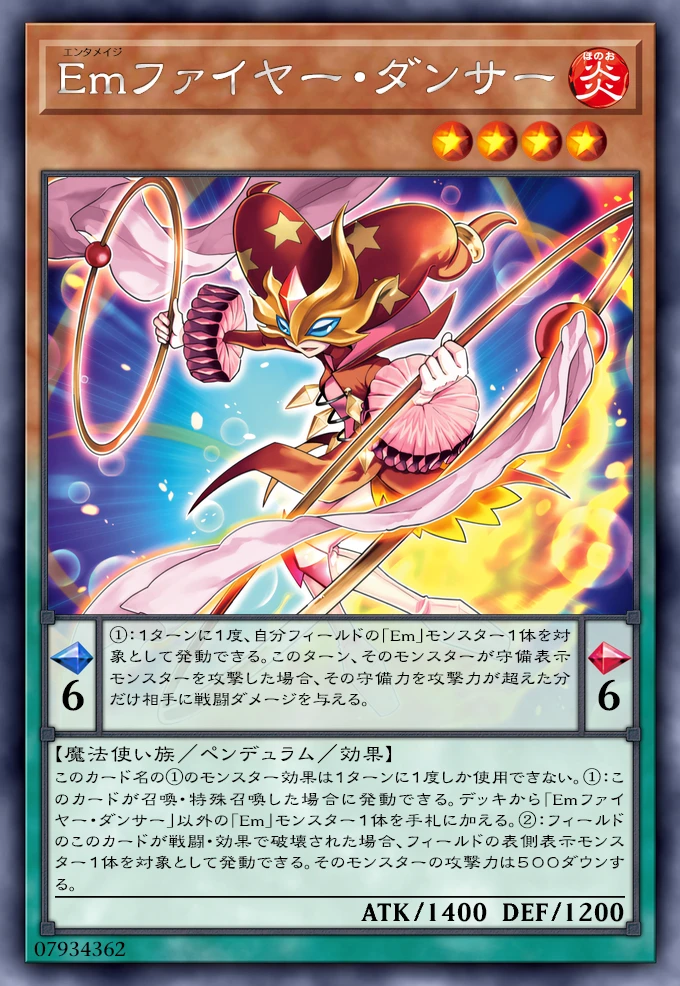 エンタメイジ
Emファイヤー・ダンサー
ほのお
炎
①：1ターンに1度、自分フィールドの「Em」モンスター1体を対
象として発動できる。このターン、そのモンスターが守備表示
モンスターを攻撃した場合、その守備力を攻撃力が超えた分
だけ相手に戦闘ダメージを与える。
6
6
【魔法使い族／ペンデュラム／効果】
このカード名の①のモンスター効果は1ターンに1度しか使用できない。①：こ
のカードが召喚・特殊召喚した場合に発動できる。デッキから「Emファイ
ヤー・ダンサー」以外の「Em」モンスター1体を手札に加える。②：フィールド
のこのカードが戦闘・効果で破壊された場合、フィールドの表側表示モン
スター1体を対象として発動できる。そのモンスターの攻撃力は500ダウンす
る。
ATK/1400 DEF/1200
07934362